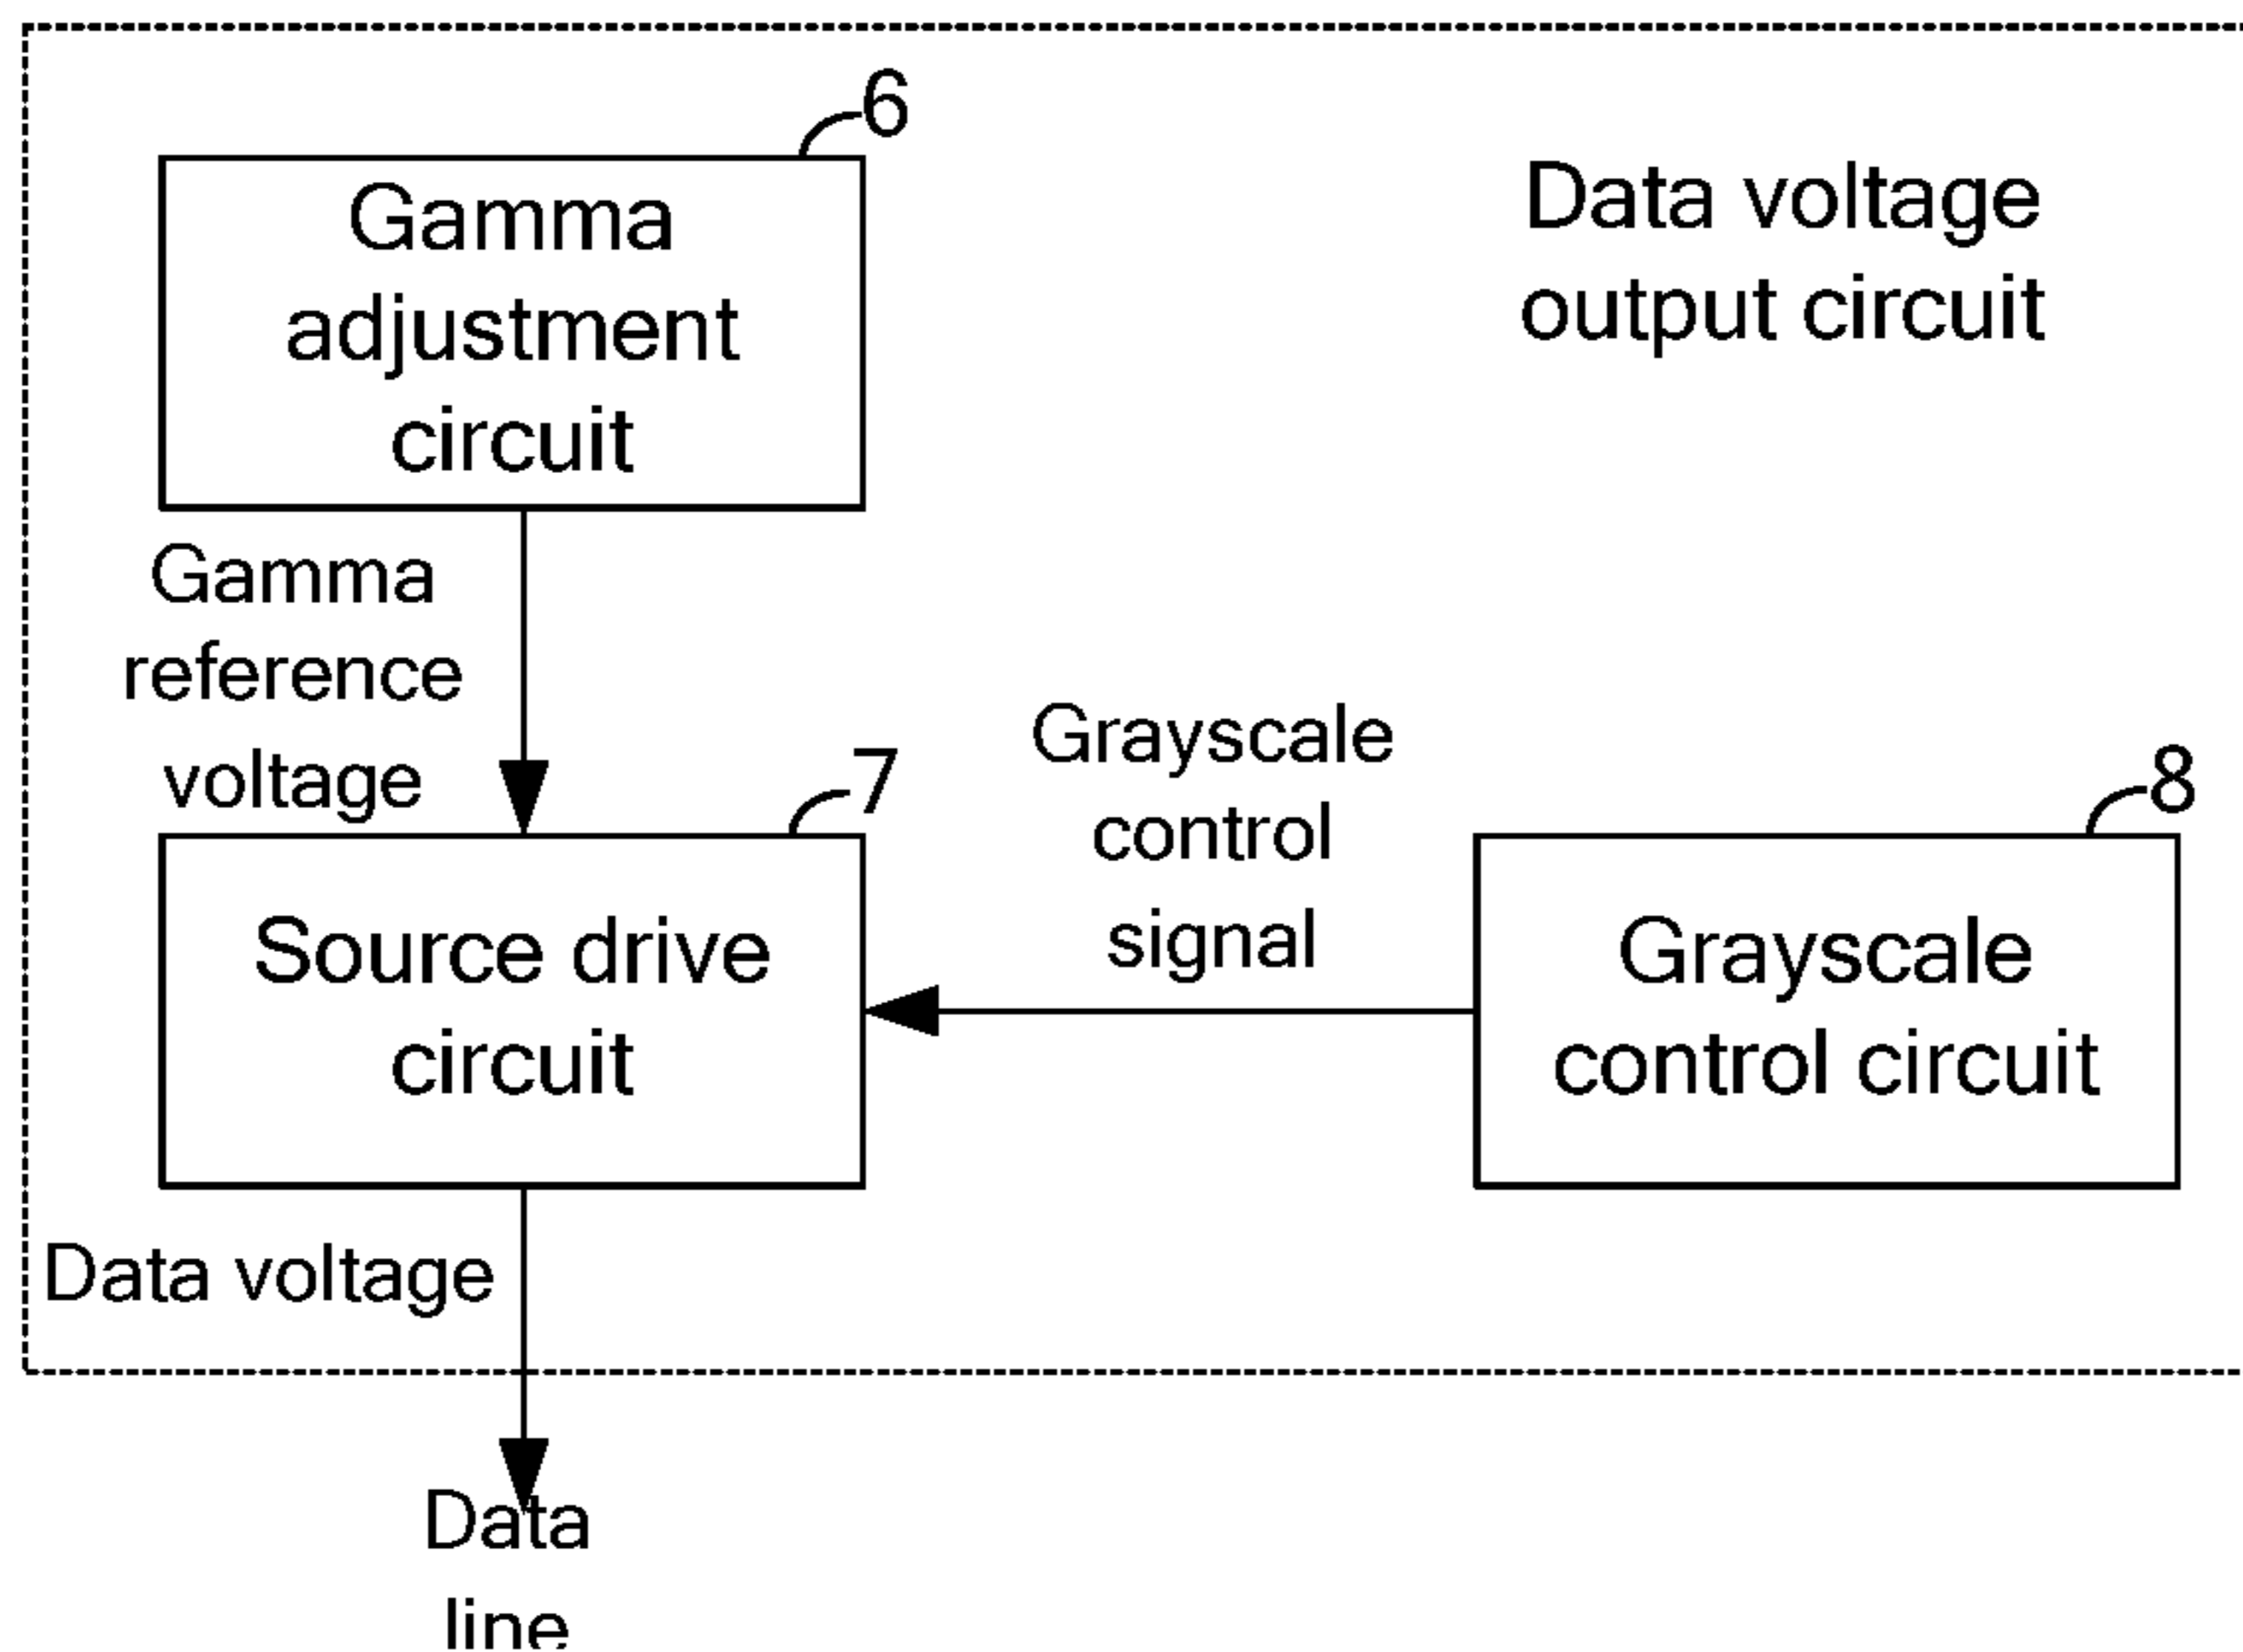 6
Gamma
adjustment
circuit
Data voltage
output circuit
Gamma
reference
voltage
7
Source drive
circuit
Grayscale
control
signal
8
Grayscale
control circuit
Data voltage
Data
line